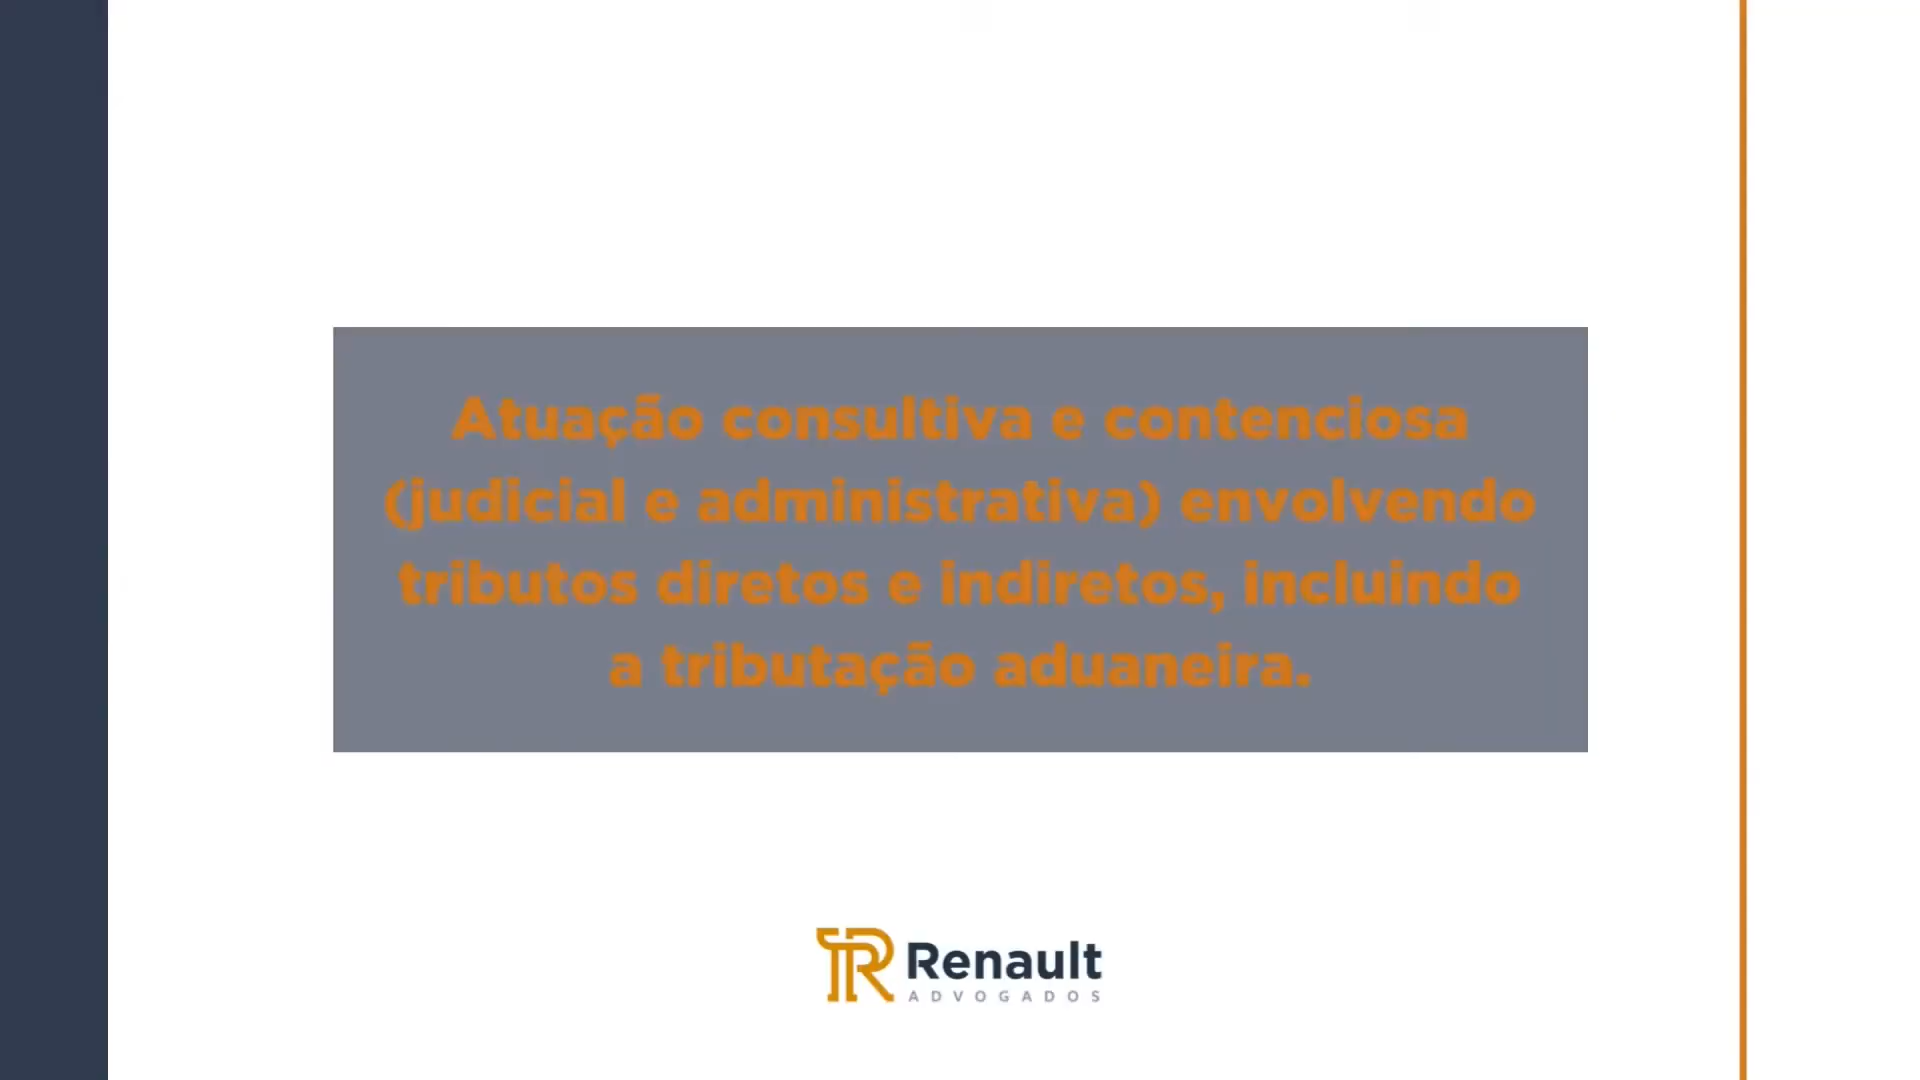 Atuação consultiva e contenciosa
(judicial e administrativa) envolvendo
tributos diretos e indiretos, incluindo
a tributação aduaneira.
Renault
ADVOGADOS